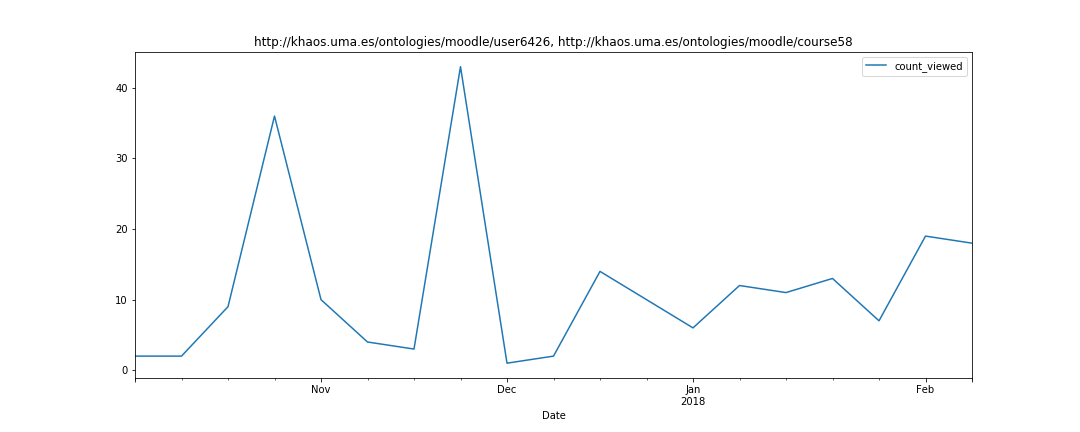 http://khaos.uma.es/ontologies/moodle/user6426, http://khaos.uma.es/ontologies/moodle/course58
count_viewed
40
30
20
10
0
Nov
Dec
Jan
2018
Feb
Date